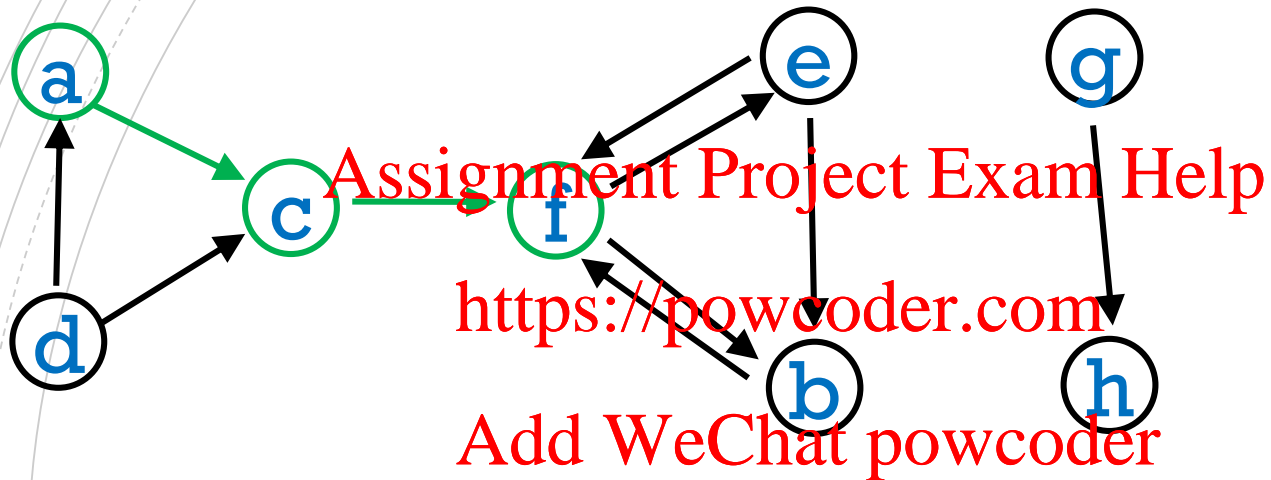 a
e
g
Assignment Project Exam Help
c
f
https://powcoder.com
d
b
h
Add WeChat powcoder